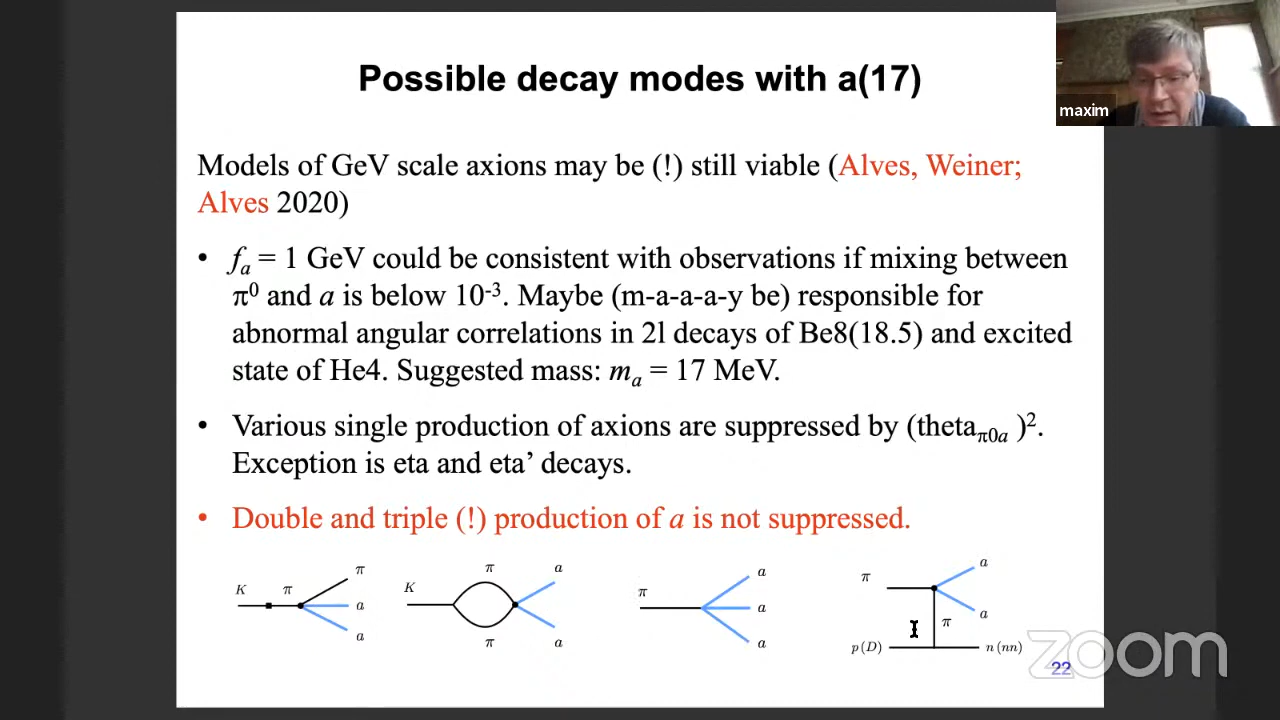 Possible decay modes with a(17)
maxim
Models of GeV scale axions may be (!) still viable (Alves, Weiner;
Alves 2020)
• fₐ = 1 GeV could be consistent with observations if mixing between
π⁰ and a is below 10⁻³. Maybe (m-a-a-a-y be) responsible for
abnormal angular correlations in 2l decays of Be8(18.5) and excited
state of He4. Suggested mass: mₐ = 17 MeV.
• Various single production of axions are suppressed by (theta_π0a )².
Exception is eta and eta’ decays.
• Double and triple (!) production of a is not suppressed.
K π π a a
K π π a a
π a a a
π a a π p(D) n(nn)
zoom
22